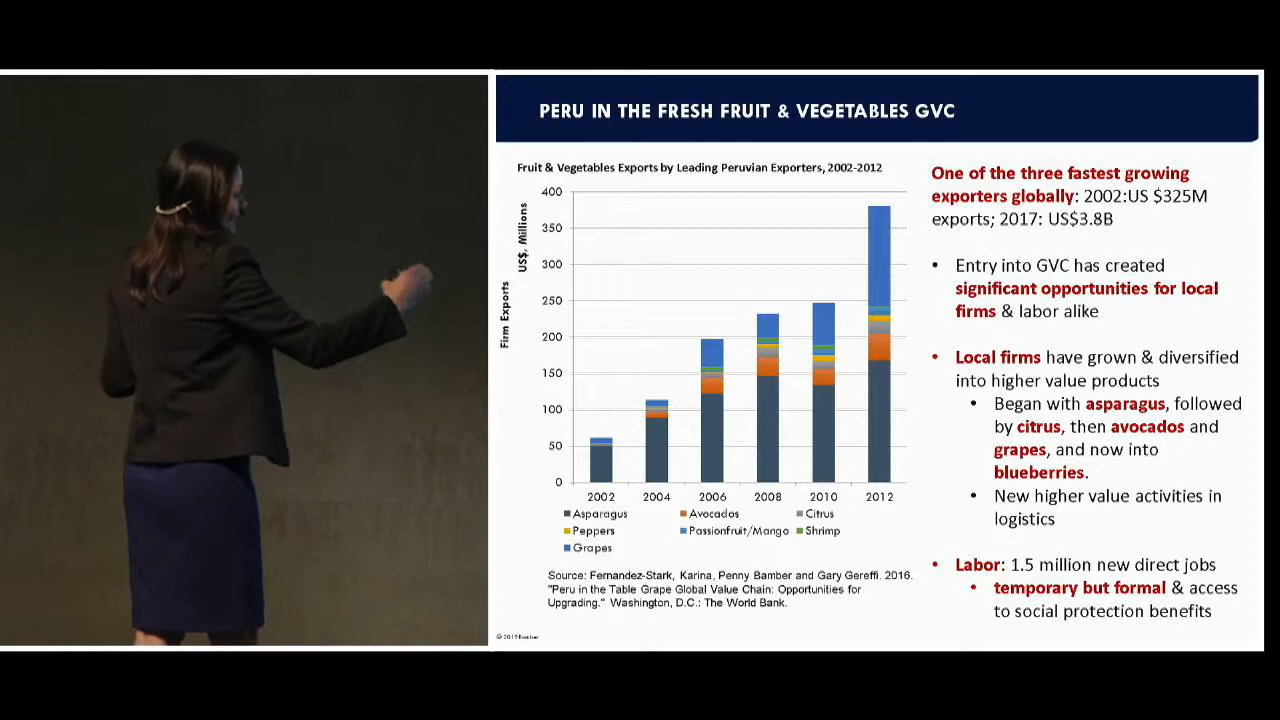 PERU IN THE FRESH FRUIT & VEGETABLES GVC
Fruit & Vegetables Exports by Leading Peruvian Exporters, 2002-2012
Firm Exports
US$, Millions
400
350
300
250
200
150
100
50
0
2002 2004 2006 2008 2010 2012
Asparagus Avocados Citrus
Peppers Passionfruit/Mango Shrimp
Grapes
Source: Fernandez-Stark, Karina, Penny Bamber and Gary Gereffi. 2016.
"Peru in the Table Grape Global Value Chain: Opportunities for
Upgrading." Washington, D.C.: The World Bank.
© 2019 Bamber
One of the three fastest growing
exporters globally: 2002:US $325M
exports; 2017: US$3.8B
• Entry into GVC has created
significant opportunities for local
firms & labor alike
• Local firms have grown & diversified
into higher value products
• Began with asparagus, followed
by citrus, then avocados and
grapes, and now into
blueberries.
• New higher value activities in
logistics
• Labor: 1.5 million new direct jobs
• temporary but formal & access
to social protection benefits